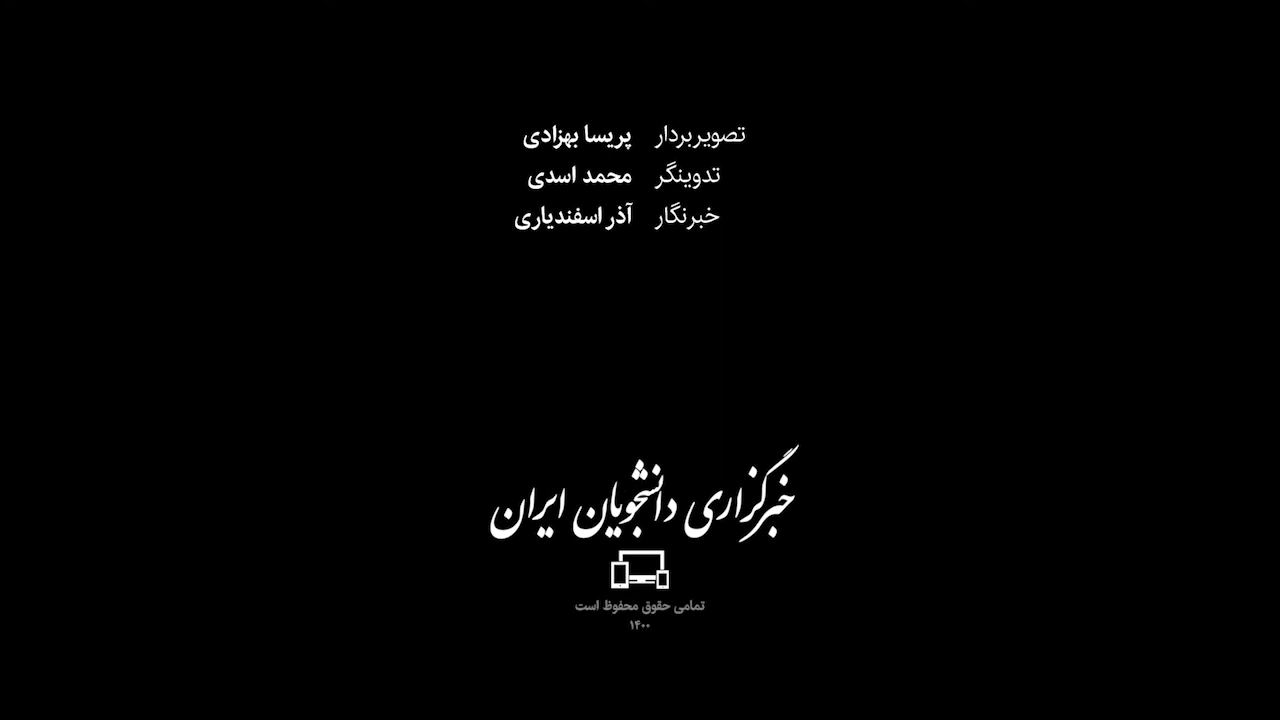 تصویربردار پریسا بهزادی
تدوینگر محمد اسدی
خبرنگار آذر اسفندیاری
خبرگزاری دانشجویان ایران
تمامی حقوق محفوظ است
۱۴۰۰